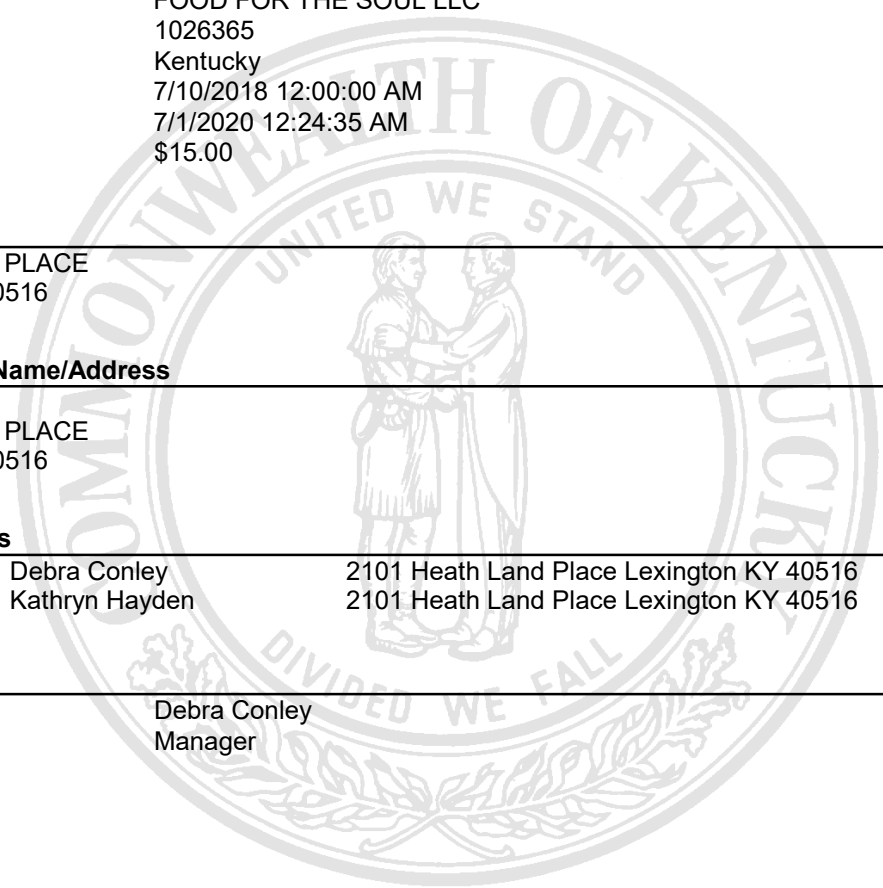 FOOD FOR THE SOUL LLC
1026365
Kentucky
7/10/2018 12:00:00 AM
7/1/2020 12:24:35 AM
$15.00
COMMONWEALTH OF KENTUCKY
UNITED WE STAND
PLACE
0516
Name/Address
PLACE
0516
s
Debra Conley 2101 Heath Land Place Lexington KY 40516
Kathryn Hayden 2101 Heath Land Place Lexington KY 40516
DIVIDED WE FALL
Debra Conley
Manager